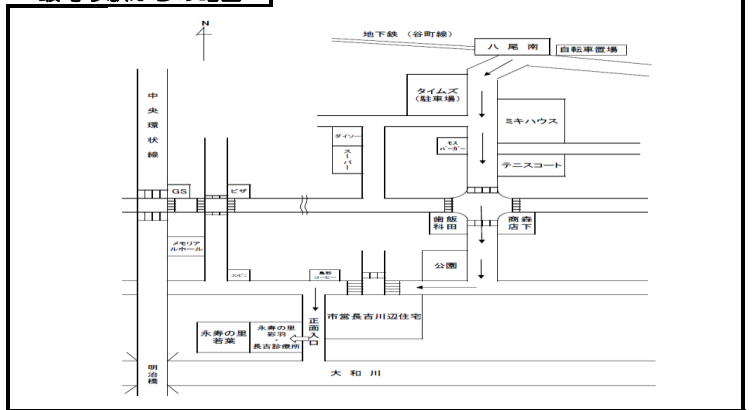 N
地下鉄（谷町線）
八尾南
自転車置場
タイムズ
（駐車場）
中央環状線
ミキハウス
ダイソー
スーパー
モス
バーガー
テニスコート
GS
ピザ
飯田
歯科
森下
商店
メモリア
ルホール
コンビニ
公園
市営長吉川辺住宅
正面入口
永寿の里
若葉
永寿の里
彩羽
・
長吉診療所
明治橋
大和川